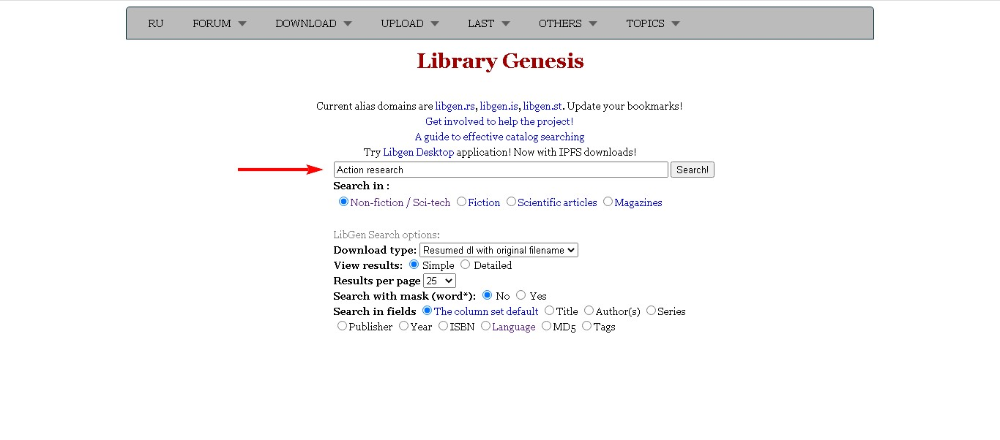 RU FORUM DOWNLOAD UPLOAD LAST OTHERS TOPICS
Library Genesis
Current alias domains are libgen.rs, libgen.is, libgen.st. Update your bookmarks!
Get involved to help the project!
A guide to effective catalog searching
Try Libgen Desktop application! Now with IPFS downloads!
Action research Search!
Search in :
Non-fiction / Sci-tech Fiction Scientific articles Magazines
LibGen Search options:
Download type: Resumed dl with original filename
View results: Simple Detailed
Results per page 25
Search with mask (word*): No Yes
Search in fields The column set default Title Author(s) Series
Publisher Year ISBN Language MD5 Tags